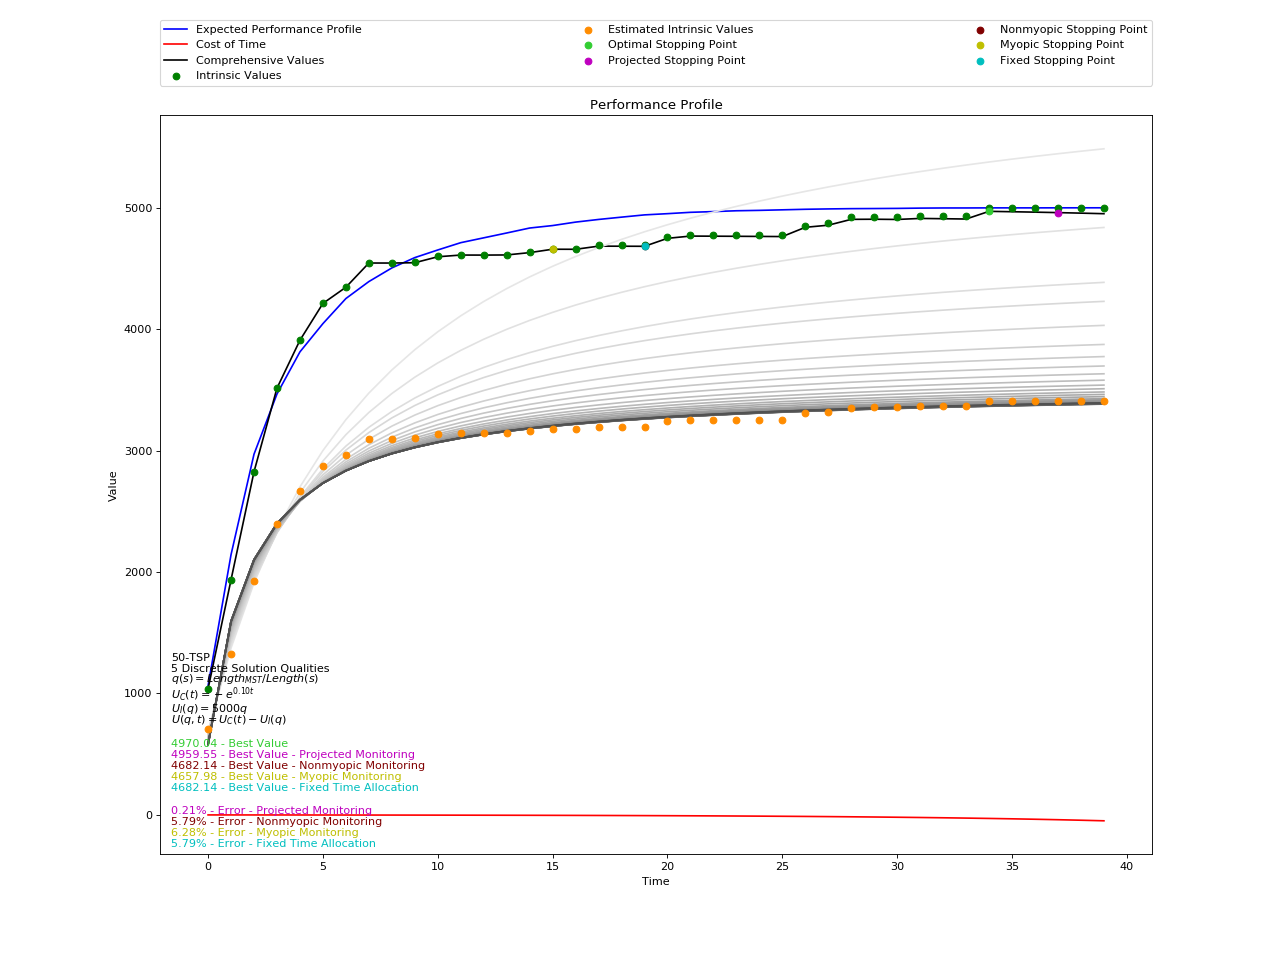 Expected Performance Profile
Cost of Time
Comprehensive Values
Intrinsic Values
Estimated Intrinsic Values
Optimal Stopping Point
Projected Stopping Point
Nonmyopic Stopping Point
Myopic Stopping Point
Fixed Stopping Point
Performance Profile
Value
5000
4000
3000
2000
1000
0
50-TSP
5 Discrete Solution Qualities
q(s) = Length_MST/Length(s)
U_C(t) = −e^0.10t
U_I(q) = 5000q
U(q, t) = U_C(t) − U_I(q)
4970.04 - Best Value
4959.55 - Best Value - Projected Monitoring
4682.14 - Best Value - Nonmyopic Monitoring
4657.98 - Best Value - Myopic Monitoring
4682.14 - Best Value - Fixed Time Allocation
0.21% - Error - Projected Monitoring
5.79% - Error - Nonmyopic Monitoring
6.28% - Error - Myopic Monitoring
5.79% - Error - Fixed Time Allocation
0 5 10 15 20 25 30 35 40
Time